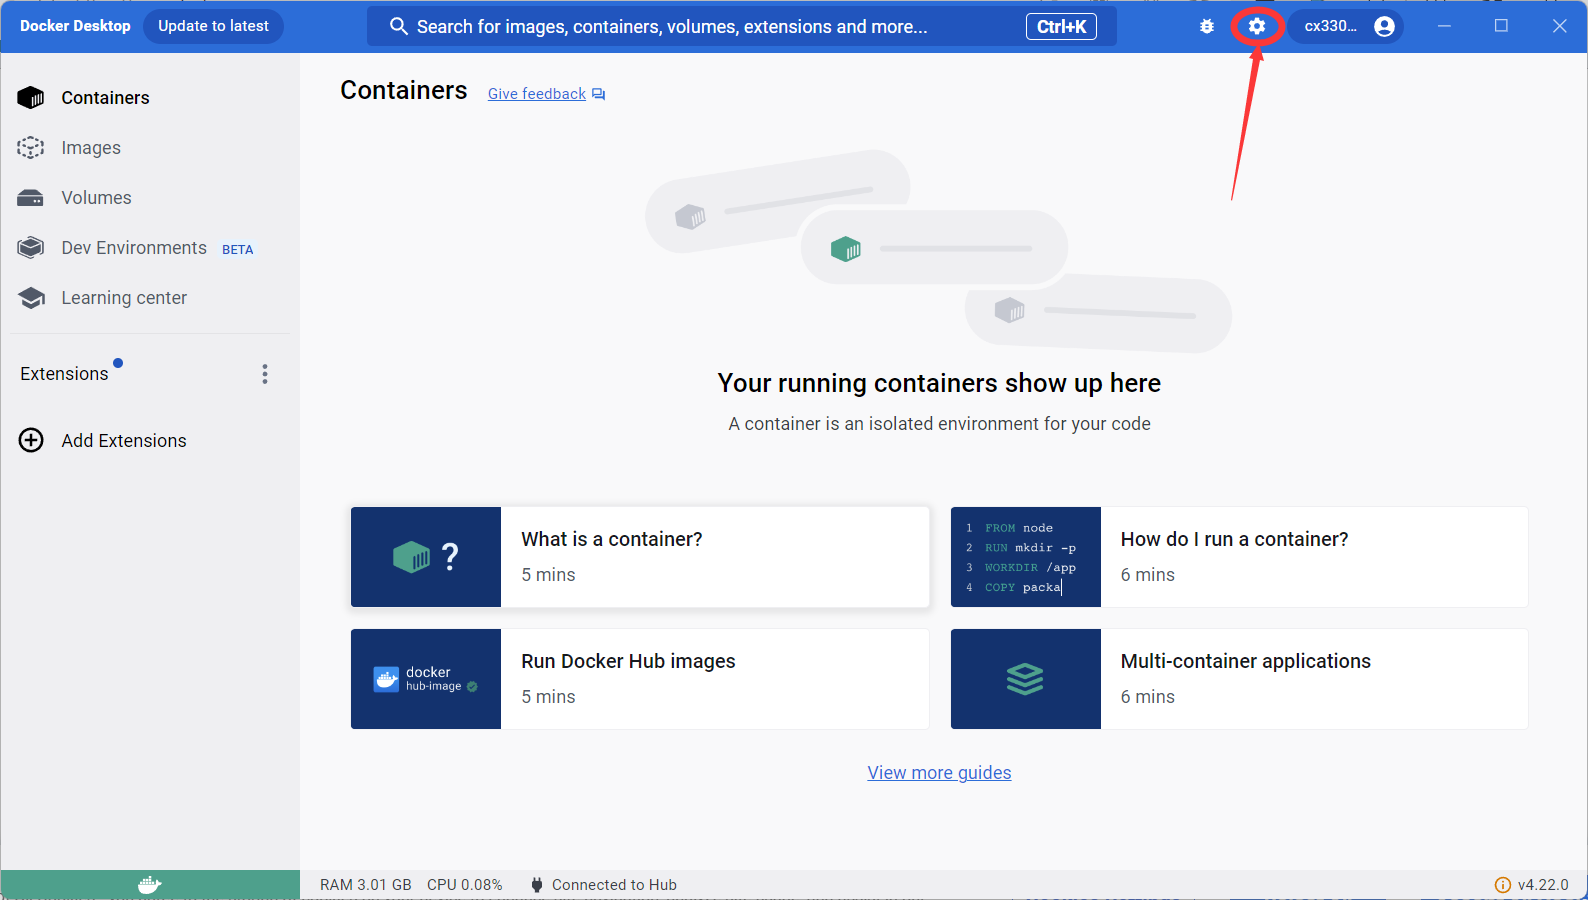 Docker Desktop
Update to latest
Search for images, containers, volumes, extensions and more...
Ctrl+K
cx330...
Containers
Images
Volumes
Dev Environments BETA
Learning center
Extensions
Add Extensions
Containers
Give feedback
Your running containers show up here
A container is an isolated environment for your code
?
What is a container?
5 mins
1 FROM node
2 RUN mkdir -p
3 WORKDIR /app
4 COPY packa
How do I run a container?
6 mins
docker
hub-image
Run Docker Hub images
5 mins
Multi-container applications
6 mins
View more guides
RAM 3.01 GB CPU 0.08% Connected to Hub
v4.22.0